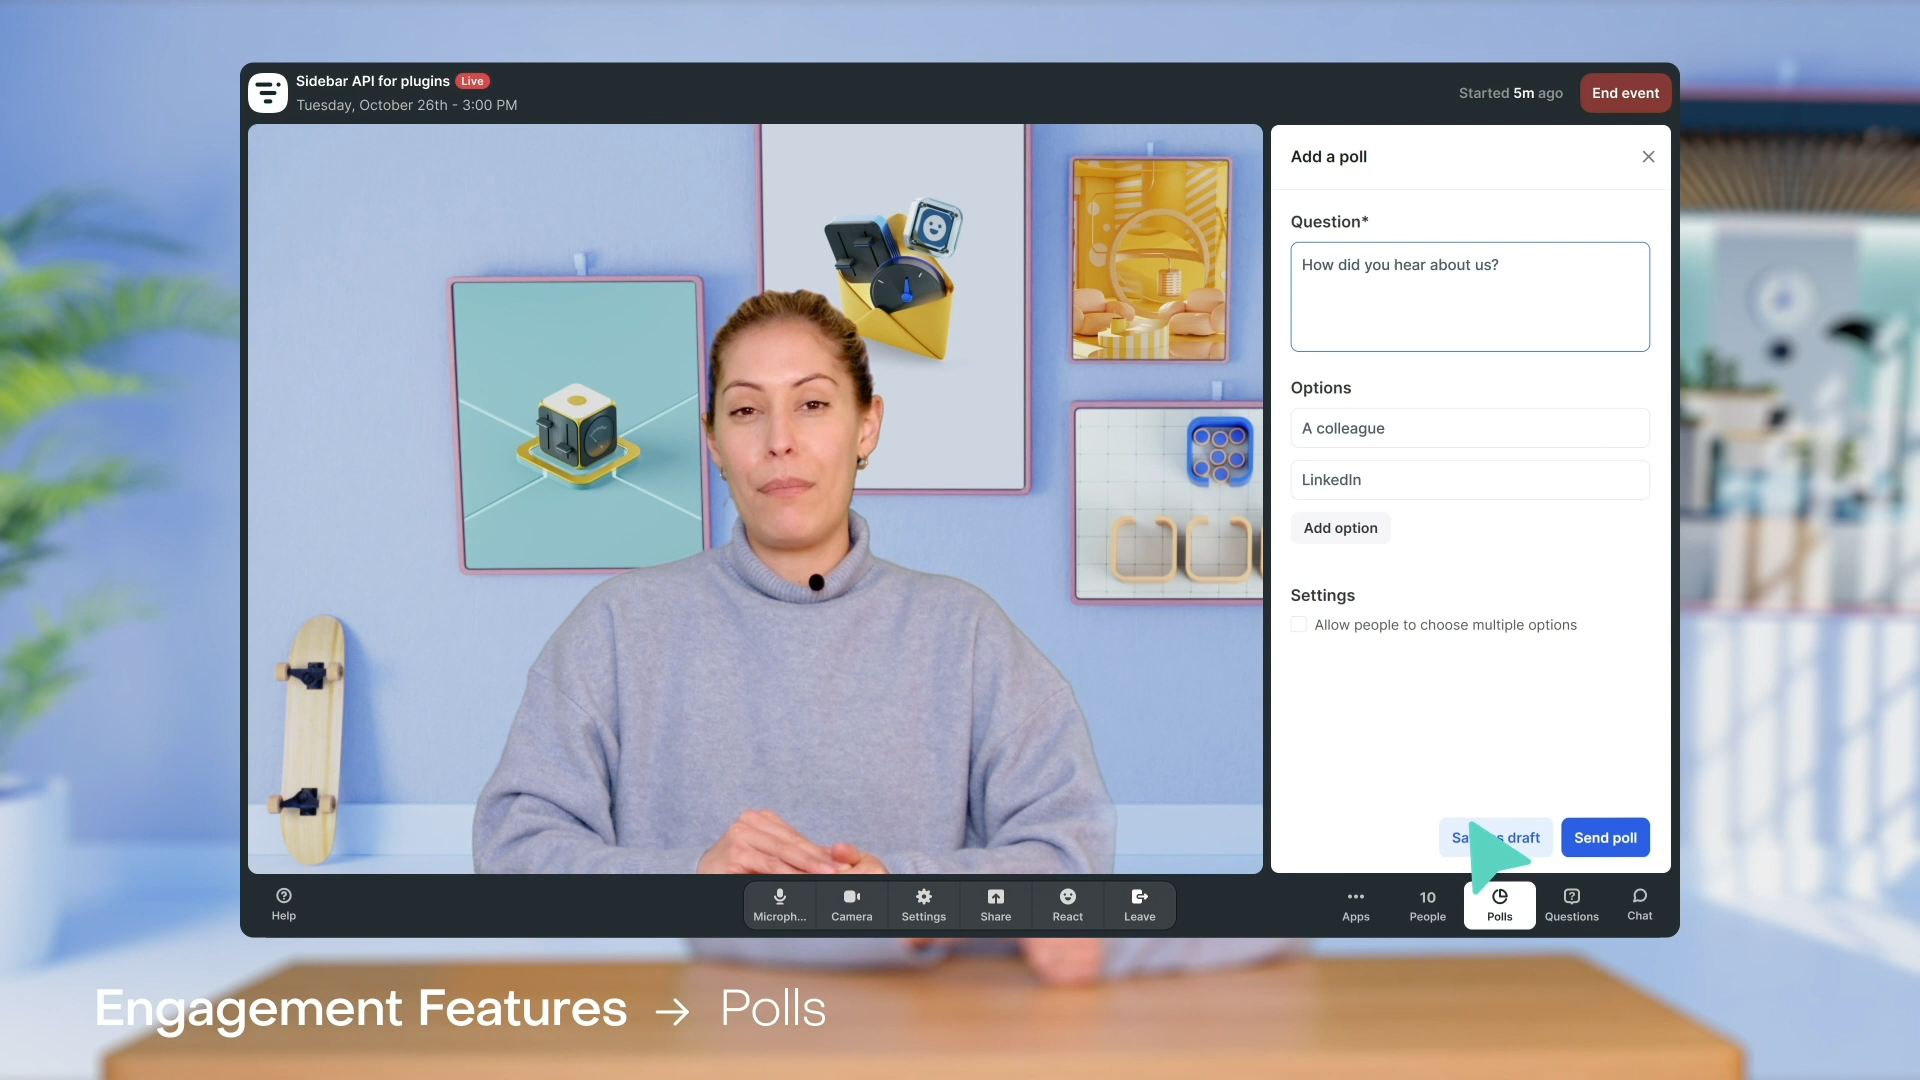 Sidebar API for plugins Live
Tuesday, October 26th - 3:00 PM
Started 5m ago
End event
Add a poll
Question*
How did you hear about us?
Options
A colleague
LinkedIn
Add option
Settings
Allow people to choose multiple options
draft
Send poll
Help
Microph...
Camera
Settings
Share
React
Leave
Apps
10
People
Polls
Questions
Chat
Engagement Features → Polls